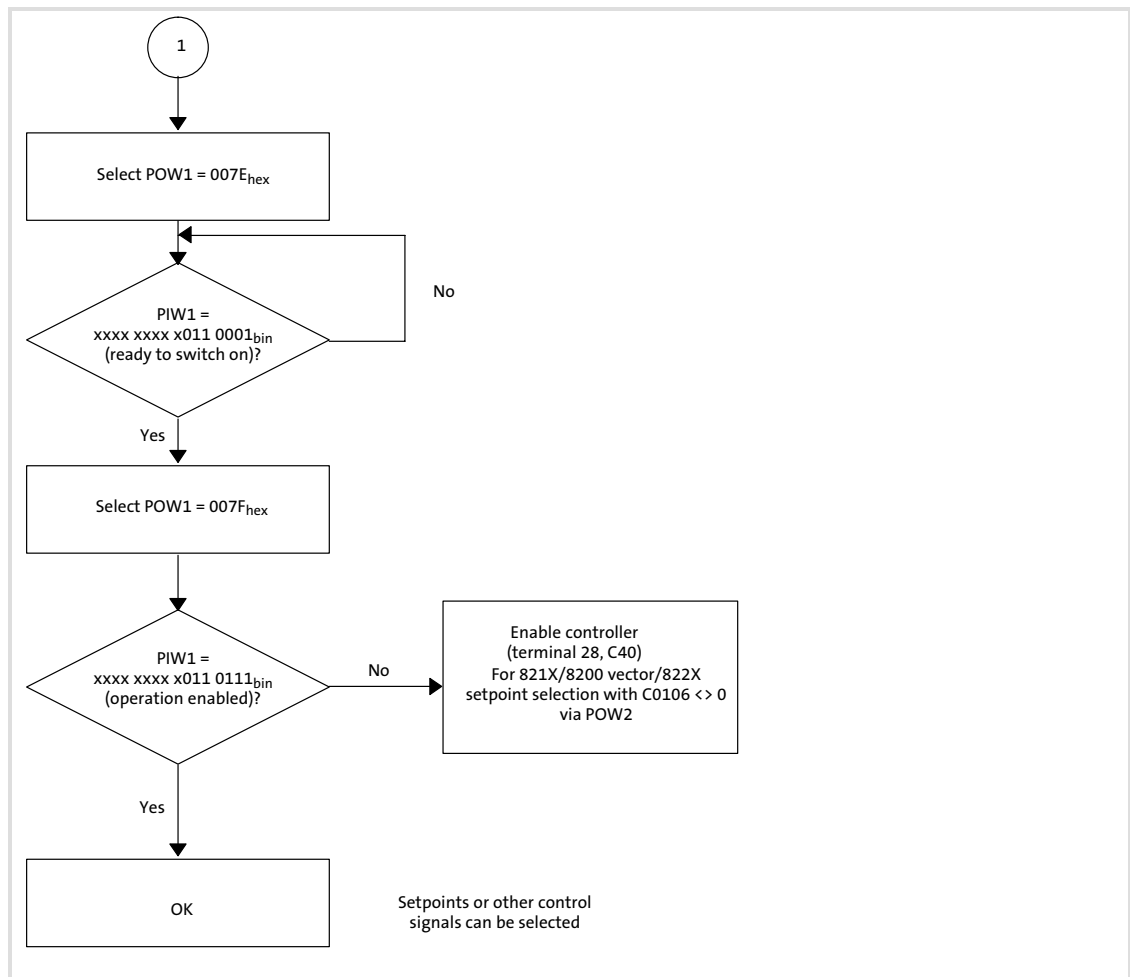 1
Select POW1 = 007Ehex
No
PIW1 =
xxxx xxxx x011 0001bin
(ready to switch on)?
Yes
Select POW1 = 007Fhex
PIW1 =
xxxx xxxx x011 0111bin
(operation enabled)?
No
Enable controller
(terminal 28, C40)
For 821X/8200 vector/822X
setpoint selection with C0106 <> 0
via POW2
Yes
OK
Setpoints or other control
signals can be selected